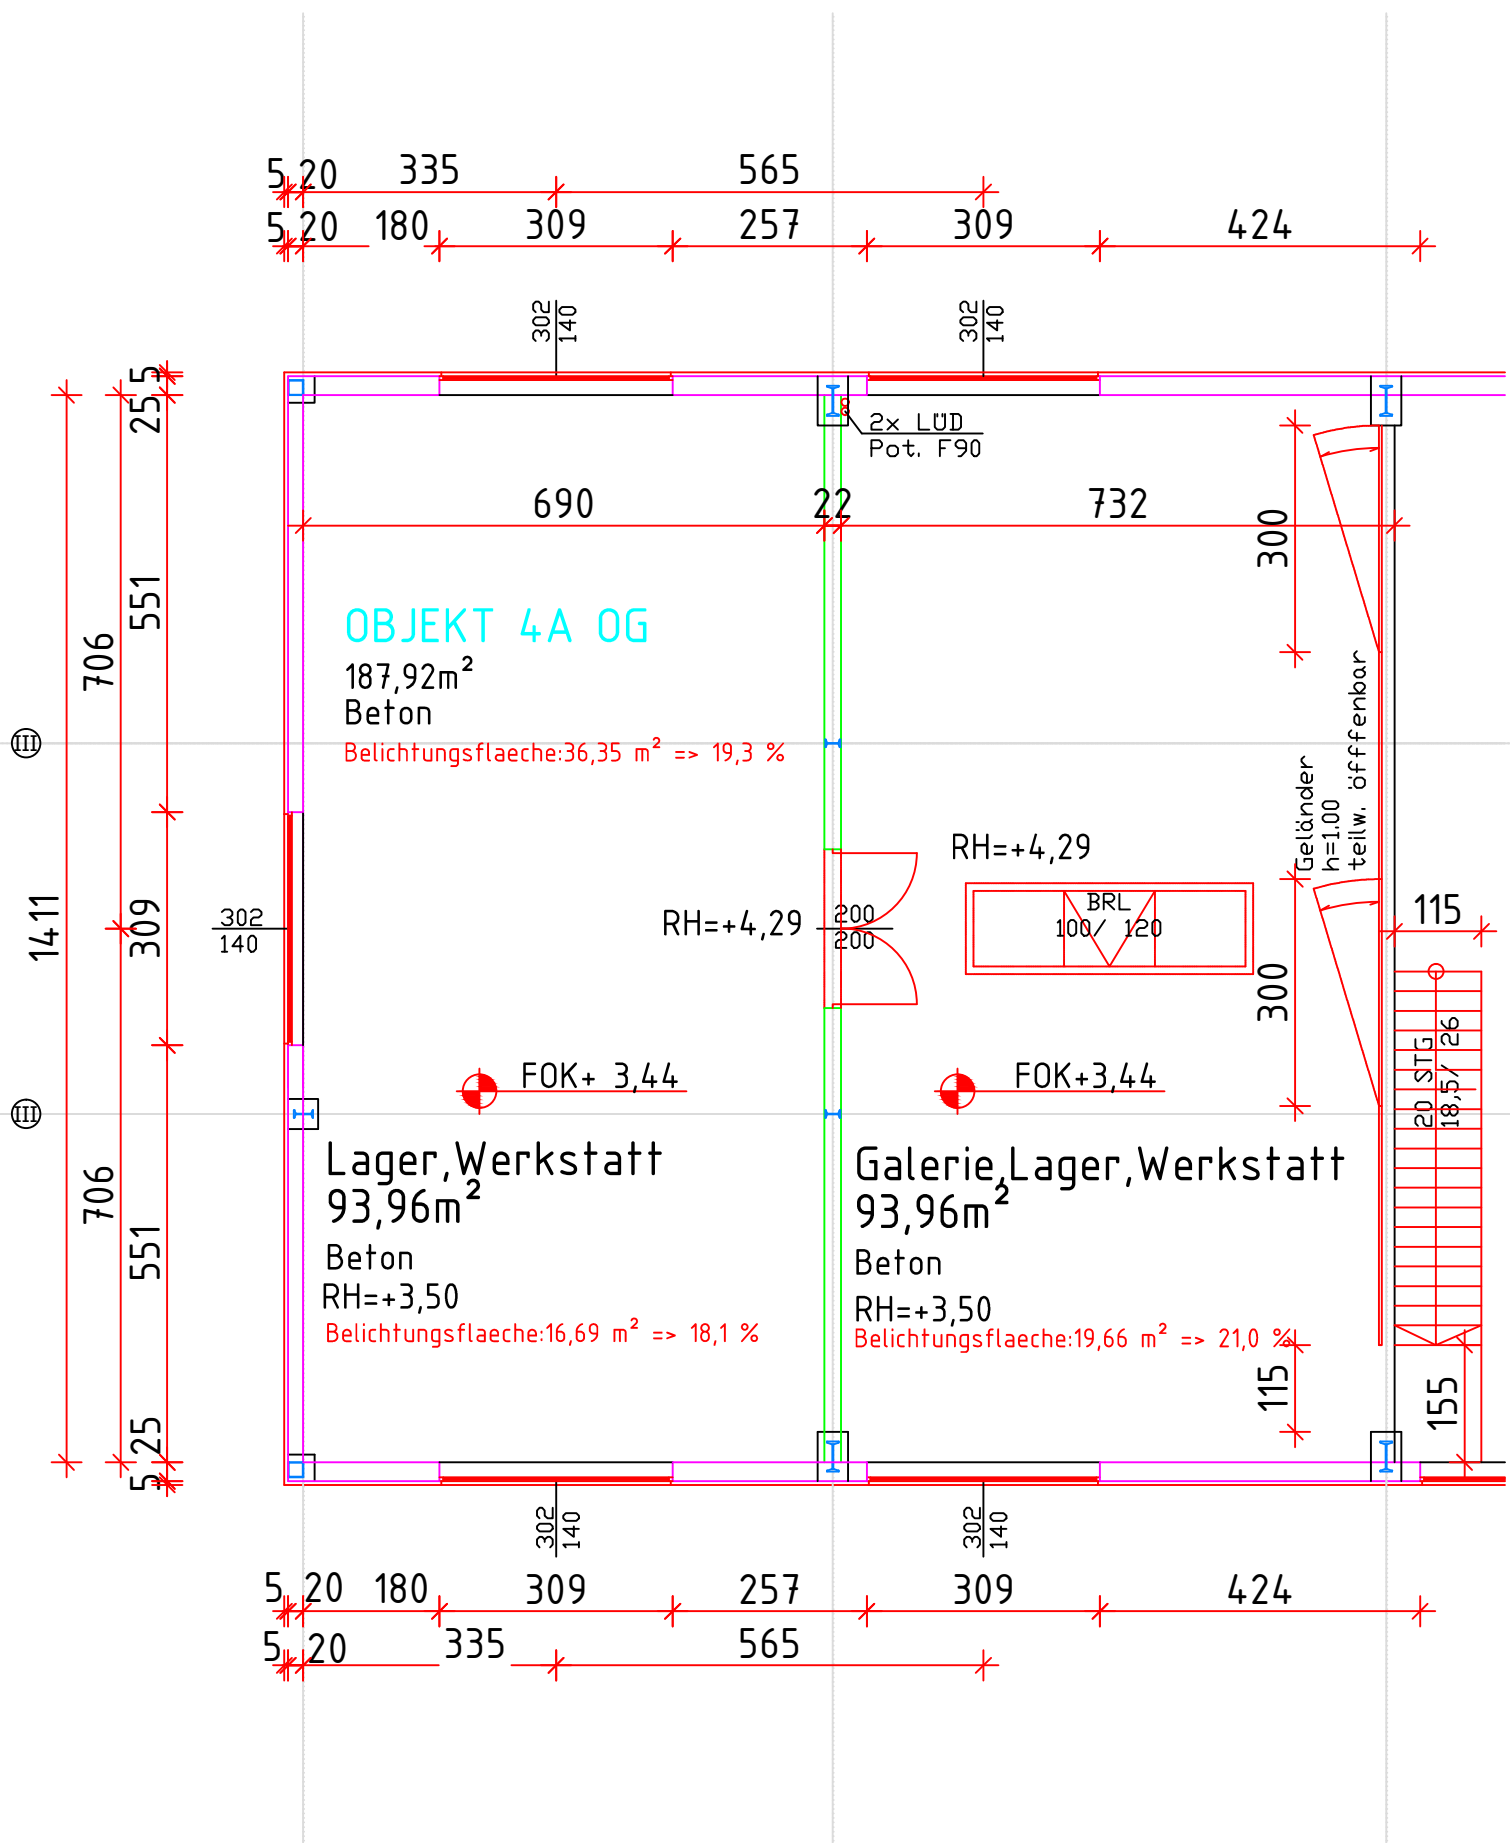 5 20 335 565
5 20 180 309 257 309 424
302
140
302
140
2x LÜD
Pot. F90
25 5
690 22 732
300
551
706
OBJEKT 4A OG
187,92m²
Beton
Belichtungsflaeche:36,35 m² => 19,3 %
III
Geländer
h=1.00
teilw. öfffenbar
RH=+4,29
BRL
100/ 120
RH=+4,29
200
200
302
140
1411
309
115
300
20 STG
18,5/ 26
FOK+ 3,44
FOK+3,44
III
Lager,Werkstatt
93,96m²
Beton
RH=+3,50
Belichtungsflaeche:16,69 m² => 18,1 %
Galerie,Lager,Werkstatt
93,96m²
Beton
RH=+3,50
Belichtungsflaeche:19,66 m² => 21,0 %
706
551
115
155
5 25
302
140
302
140
5 20 180 309 257 309 424
5 20 335 565